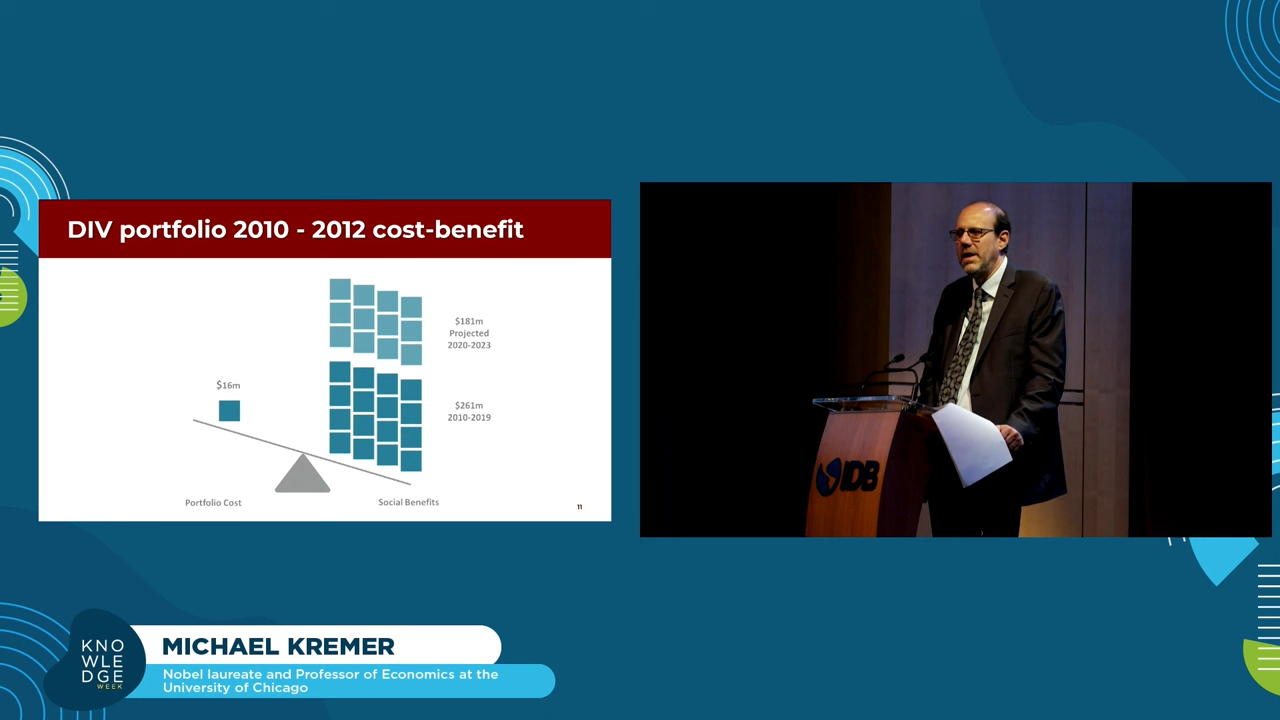 DIV portfolio 2010 - 2012 cost-benefit
$181m
Projected
2020-2023
$16m
$261m
2010-2019
Portfolio Cost
Social Benefits
11
IDB
KNO
WLE
DGE
WEEK
MICHAEL KREMER
Nobel laureate and Professor of Economics at the
University of Chicago